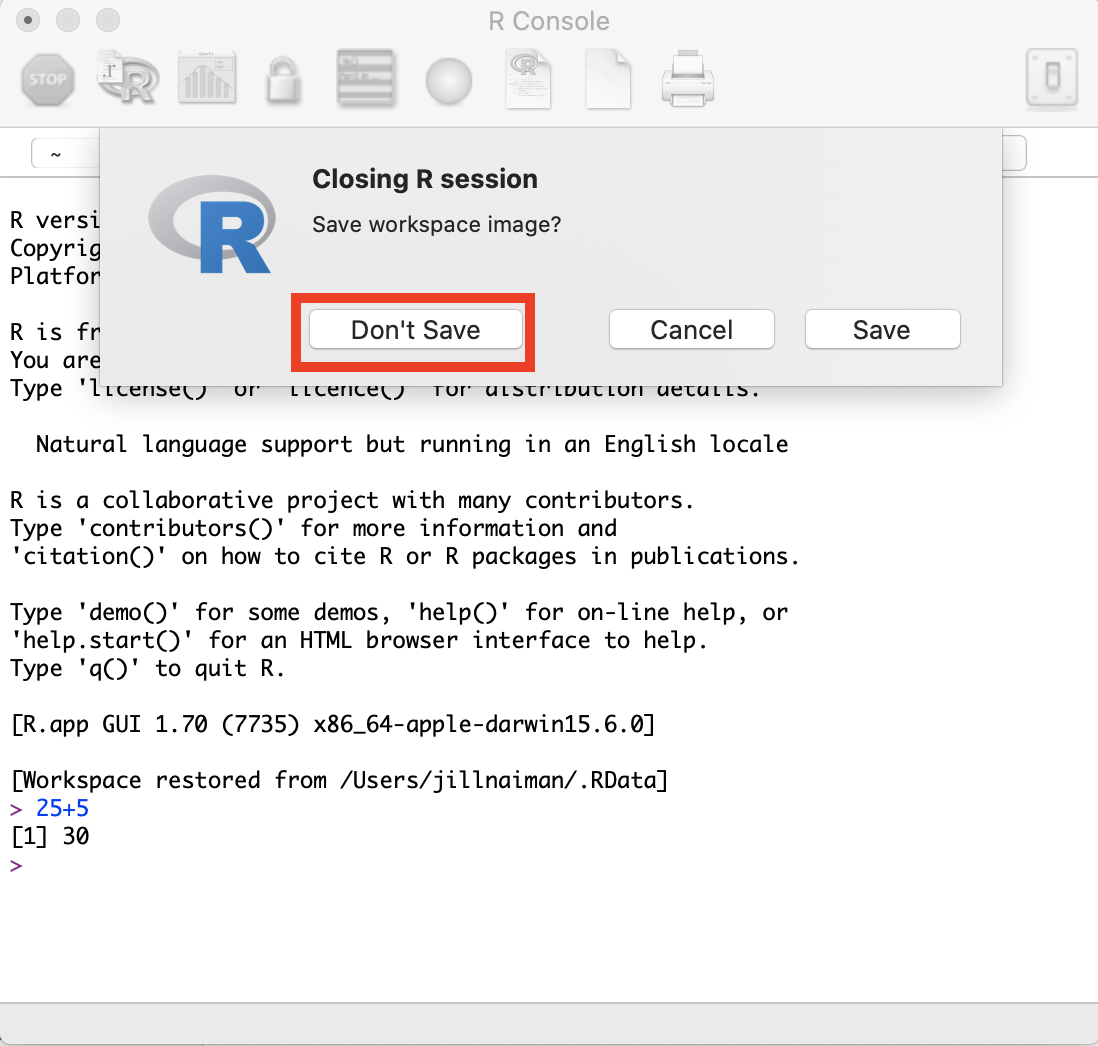 R Console
STOP
R
R
~
Closing R session
Save workspace image?
R
Don't Save
Cancel
Save
R versi
Copyrig
Platfor
R is fr
You are
Type 'license()' or 'licence()' for distribution details.
Natural language support but running in an English locale
R is a collaborative project with many contributors.
Type 'contributors()' for more information and
'citation()' on how to cite R or R packages in publications.
Type 'demo()' for some demos, 'help()' for on-line help, or
'help.start()' for an HTML browser interface to help.
Type 'q()' to quit R.
[R.app GUI 1.70 (7735) x86_64-apple-darwin15.6.0]
[Workspace restored from /Users/jillnaiman/.RData]
> 25+5
[1] 30
>